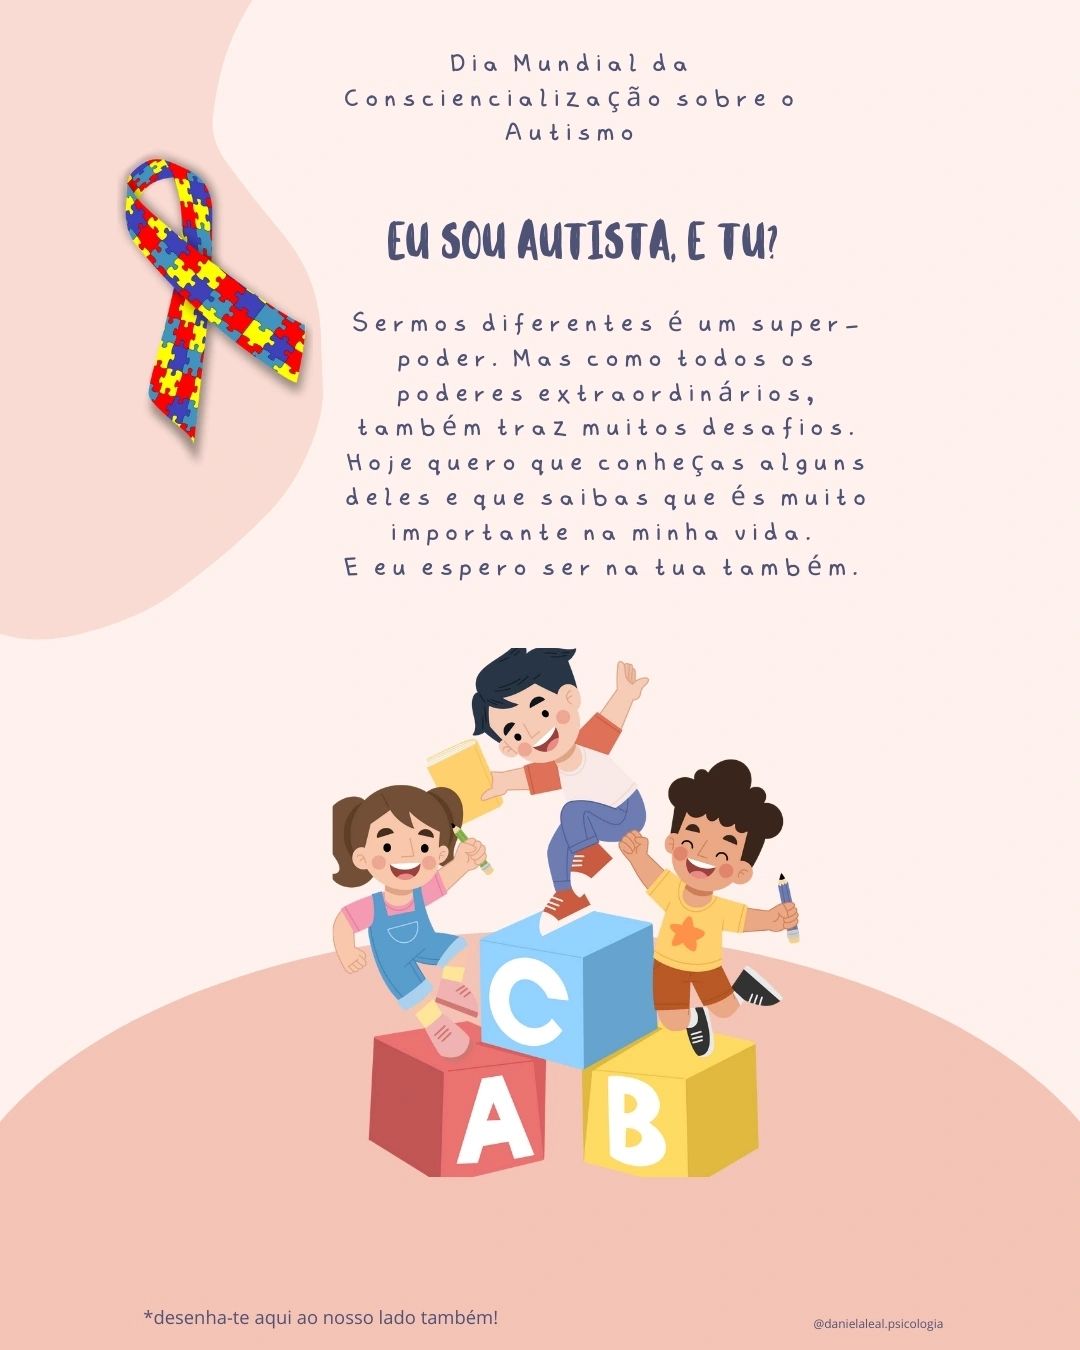 Dia Mundial da
Consciencialização sobre o
Autismo
EU SOU AUTISTA, E TU?
Sermos diferentes é um super-
poder. Mas como todos os
poderes extraordinários,
também traz muitos desafios.
Hoje quero que conheças alguns
deles e que saibas que és muito
importante na minha vida.
E eu espero ser na tua também.
C
A
B
*desenha-te aqui ao nosso lado também!
@danielaleal.psicologia